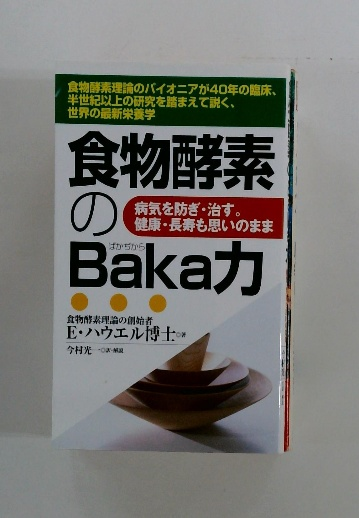 食物酵素理論のパイオニアが40年の臨床、
半世紀以上の研究を踏まえて説く、
世界の最新栄養学
食物酵素
の
病気を防ぎ・治す。
健康・長寿も思いのまま
ばかぢから
Baka力
食物酵素理論の創始者
E・ハウエル博士◎著
今村光一◎訳・解説